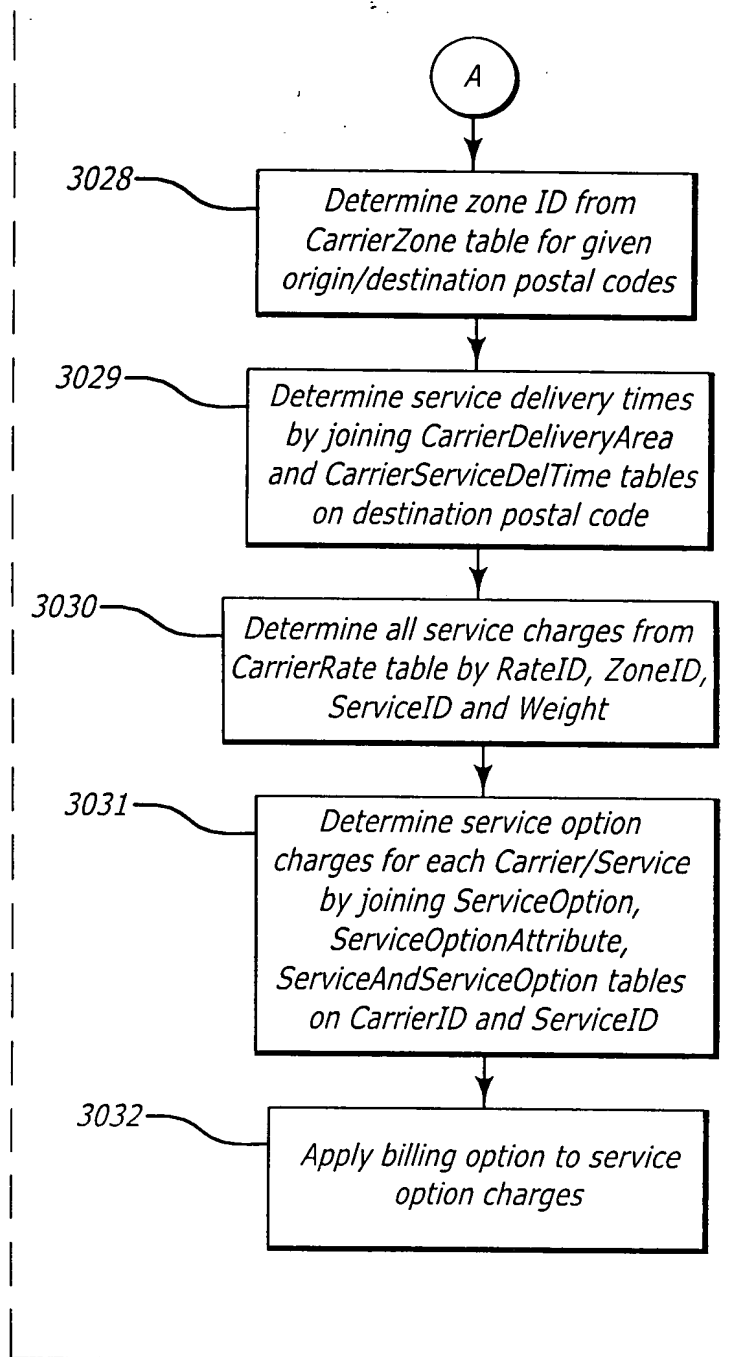 A
3028
Determine zone ID from
CarrierZone table for given
origin/destination postal codes
3029
Determine service delivery times
by joining CarrierDeliveryArea
and CarrierServiceDelTime tables
on destination postal code
3030
Determine all service charges from
CarrierRate table by RateID, ZoneID,
ServiceID and Weight
3031
Determine service option
charges for each Carrier/Service
by joining ServiceOption,
ServiceOptionAttribute,
ServiceAndServiceOption tables
on CarrierID and ServiceID
3032
Apply billing option to service
option charges